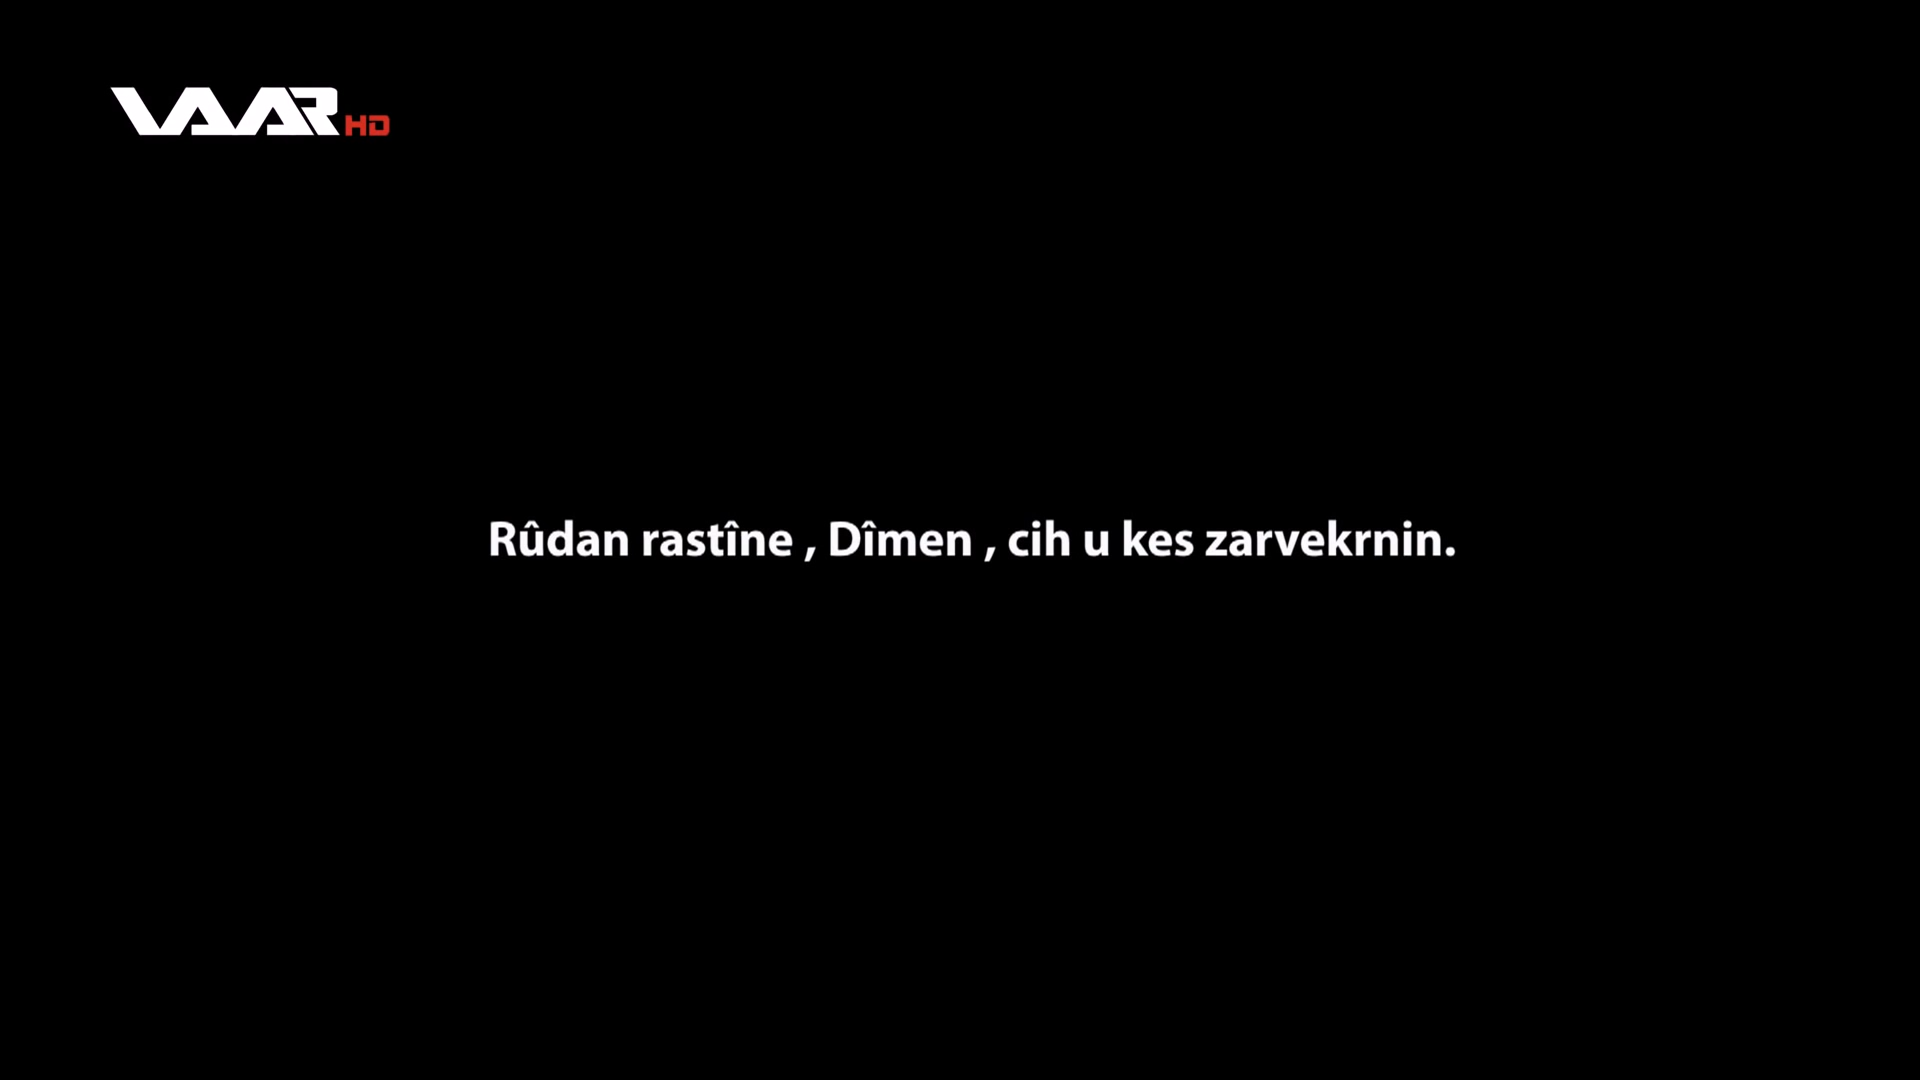 VAAR HD
Rûdan rastîne , Dîmen , cih u kes zarvekrnin.